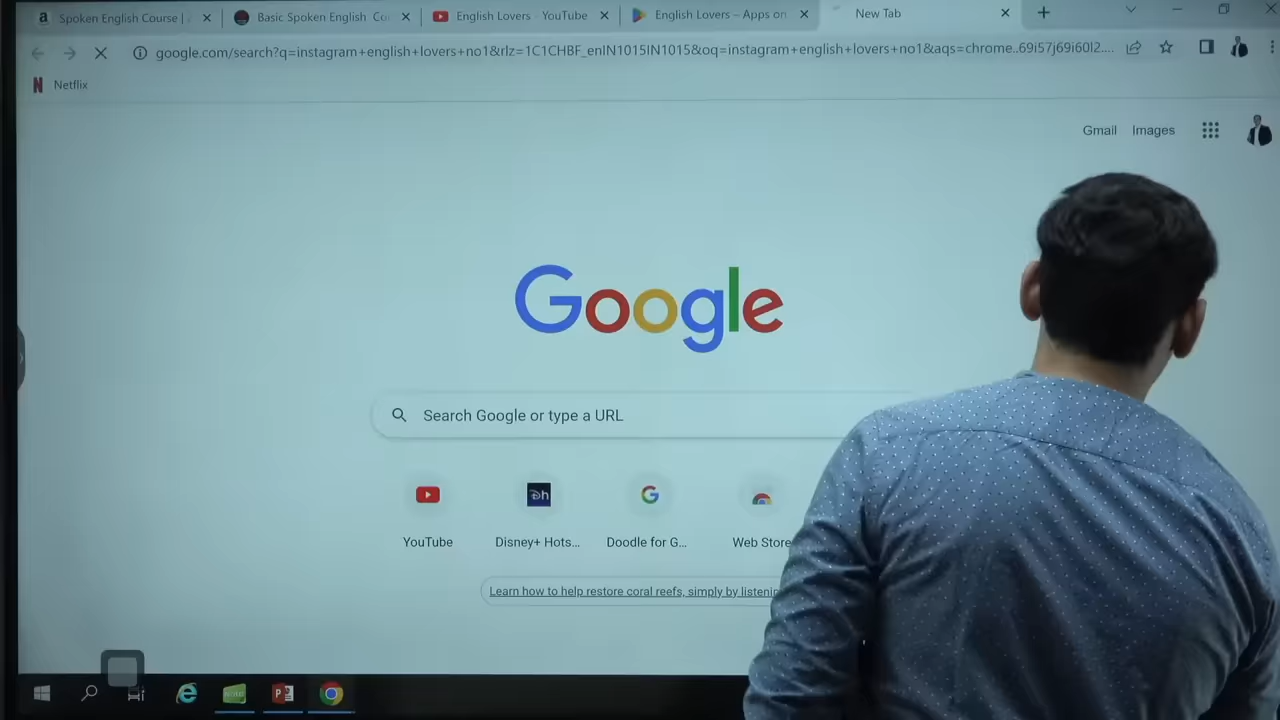 Spoken English Course |
Basic Spoken English Co
English Lovers - YouTube
English Lovers – Apps on
New Tab
google.com/search?q=instagram+english+lovers+no1&rlz=1C1CHBF_enIN1015IN1015&oq=instagram+english+lovers+no1&aqs=chrome..69i57j69i60l2....
Netflix
Gmail Images
Google
Search Google or type a URL
YouTube Disney+ Hots... Doodle for G... Web Store
Learn how to help restore coral reefs, simply by listenin